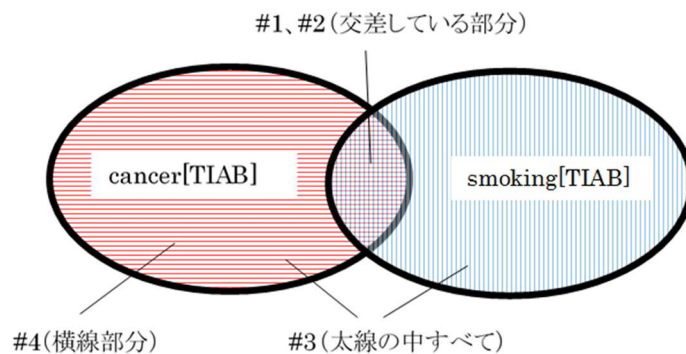 #1、#2（交差している部分）
cancer[TIAB]
smoking[TIAB]
#4（横線部分）
#3（太線の中すべて）